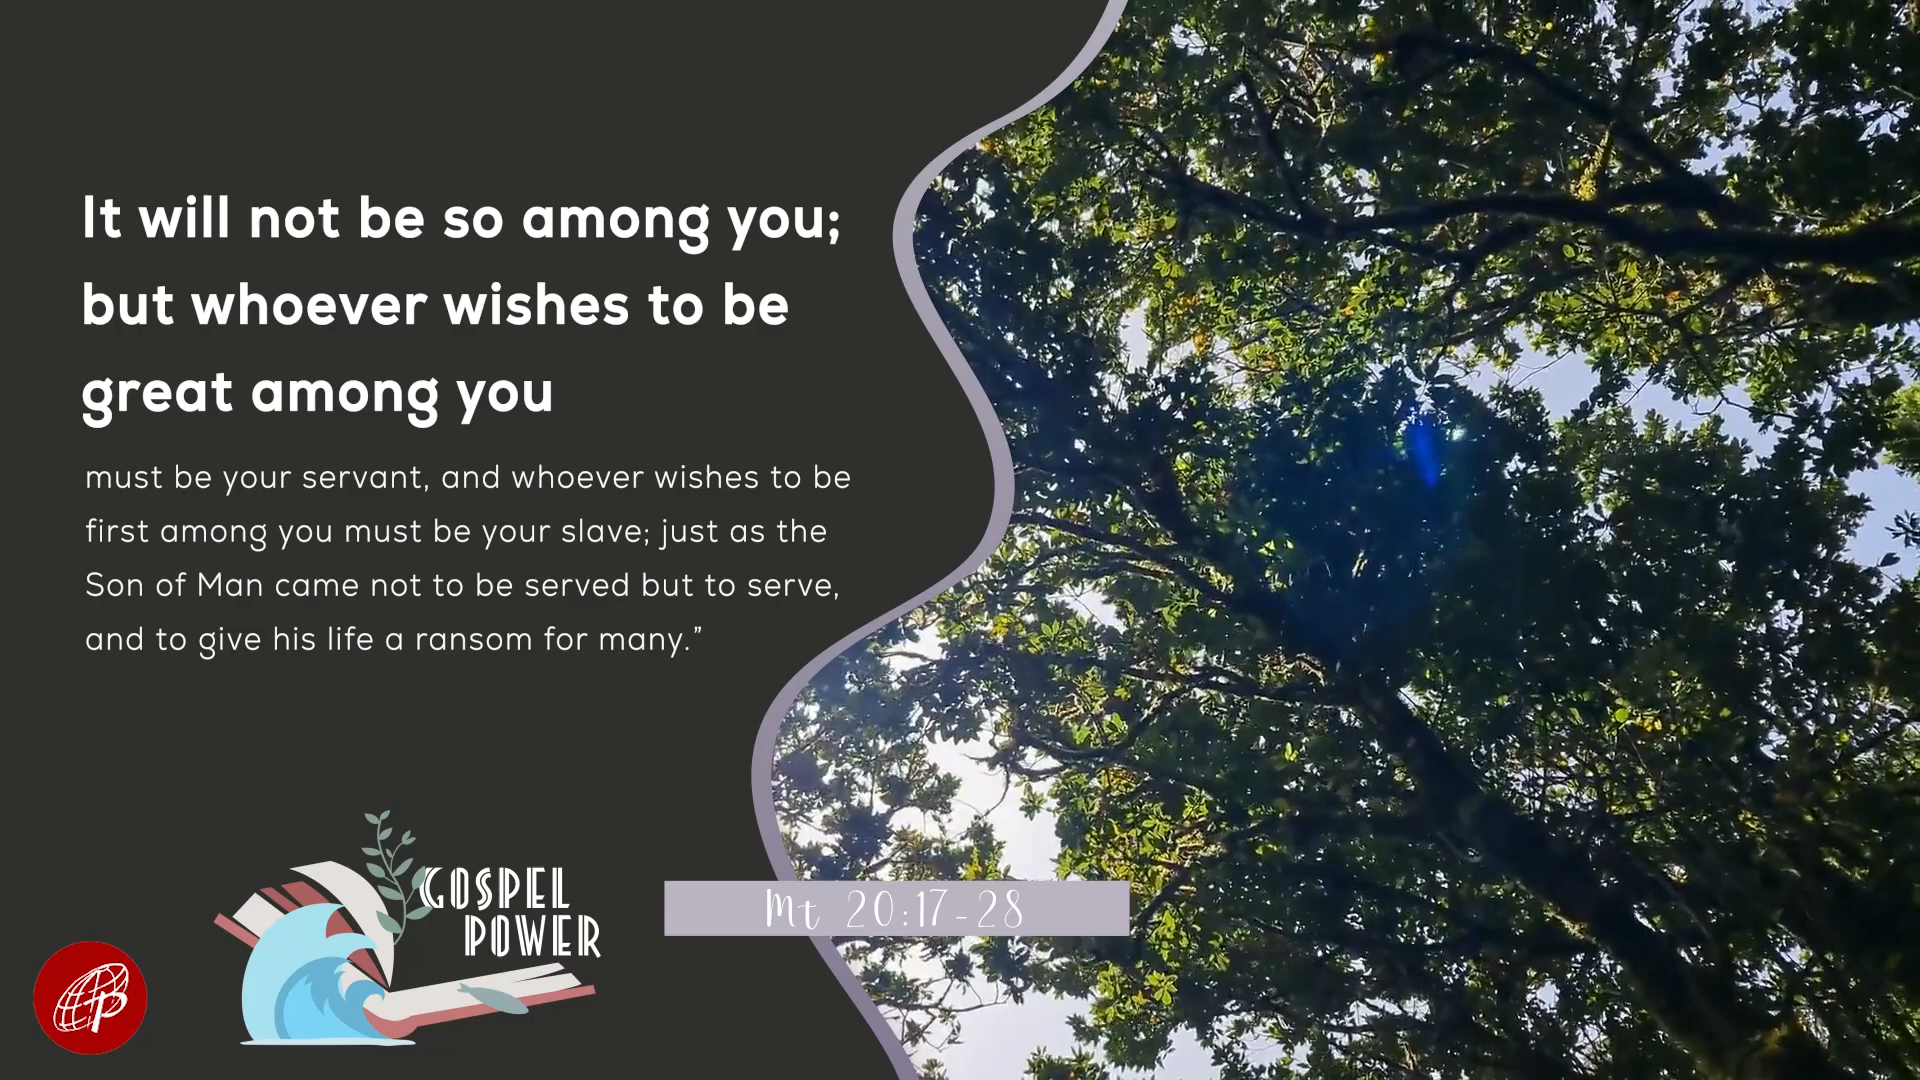 It will not be so among you;
but whoever wishes to be
great among you
must be your servant, and whoever wishes to be
first among you must be your slave; just as the
Son of Man came not to be served but to serve,
and to give his life a ransom for many.”
GOSPEL
POWER
Mt 20:17-28